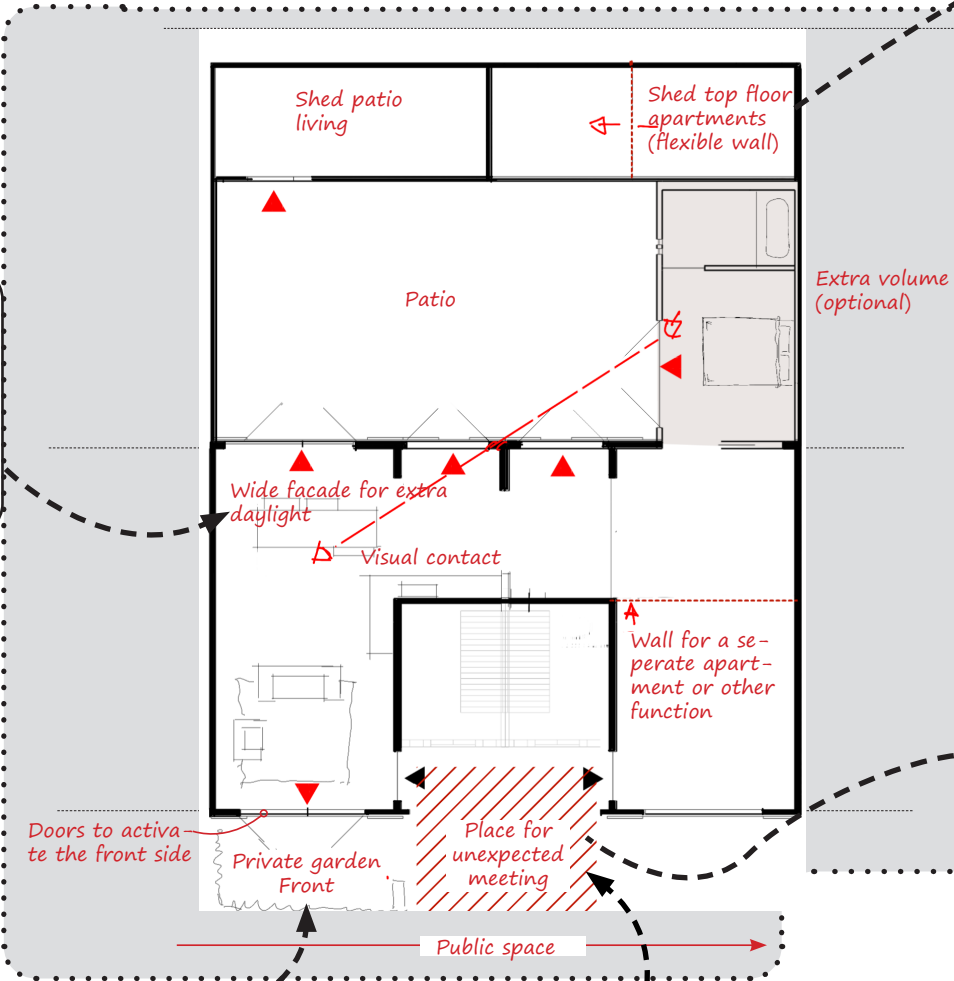 Shed patio
living
Shed top floor
apartments
(flexible wall)
Patio
Extra volume
(optional)
Wide facade for extra
daylight
Visual contact
Wall for a se-
perate apart-
ment or other
function
Doors to activa-
te the front side
Private garden
Front
Place for
unexpected
meeting
Public space